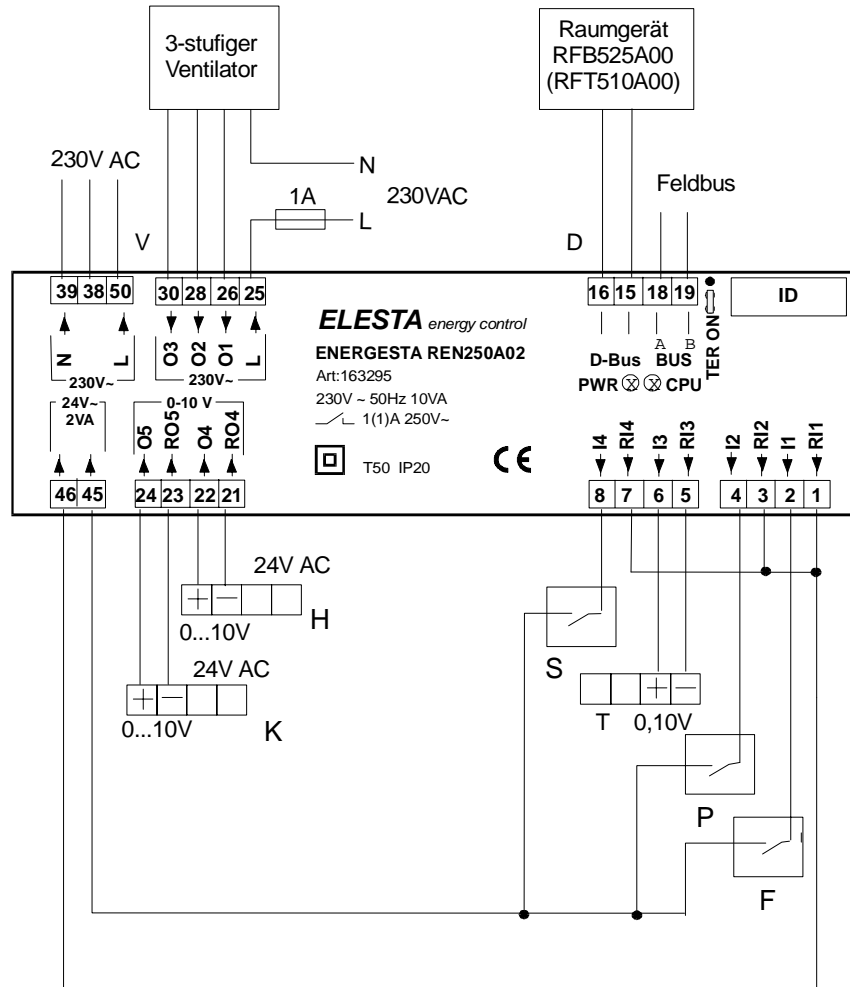 3-stufiger
Ventilator
Raumgerät
RFB525A00
(RFT510A00)
230V AC
N
1A
230VAC
L
Feldbus
V
D
39 38 50
30 28 26 25
16 15 18 19
ID
N L
O3 O2 O1 L
230V~
230V~
ELESTA energy control
ENERGESTA REN250A02
Art:163295
230V ~ 50Hz 10VA
1(1)A 250V~
T50 IP20
CE
A B
D-Bus BUS
TER ON
PWR CPU
24V~
2VA
0-10 V
O5 RO5 O4 RO4
I4 RI4 I3 RI3
I2 RI2 I1 RI1
46 45
24 23 22 21
8 7 6 5
4 3 2 1
24V AC
+ —
H
0...10V
24V AC
+ —
K
0...10V
S
+ —
T 0,10V
P
F